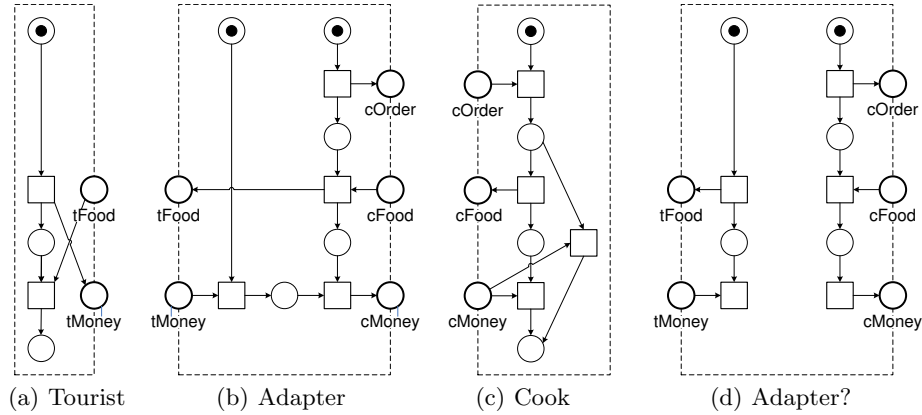 cOrder
cOrder
cOrder
tFood
tFood
cFood
cFood
tFood
cFood
tMoney
tMoney
cMoney
cMoney
tMoney
cMoney
(a) Tourist
(b) Adapter
(c) Cook
(d) Adapter?